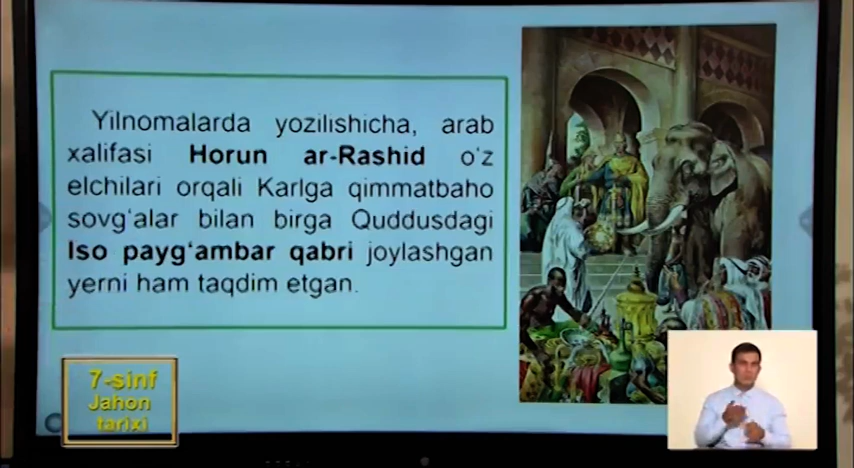 Yilnomalarda yozilishicha, arab
xalifasi Horun ar-Rashid o‘z
elchilari orqali Karlga qimmatbaho
sovg‘alar bilan birga Quddusdagi
Iso payg‘ambar qabri joylashgan
yerni ham taqdim etgan.
7-sinf
Jahon
tarixi